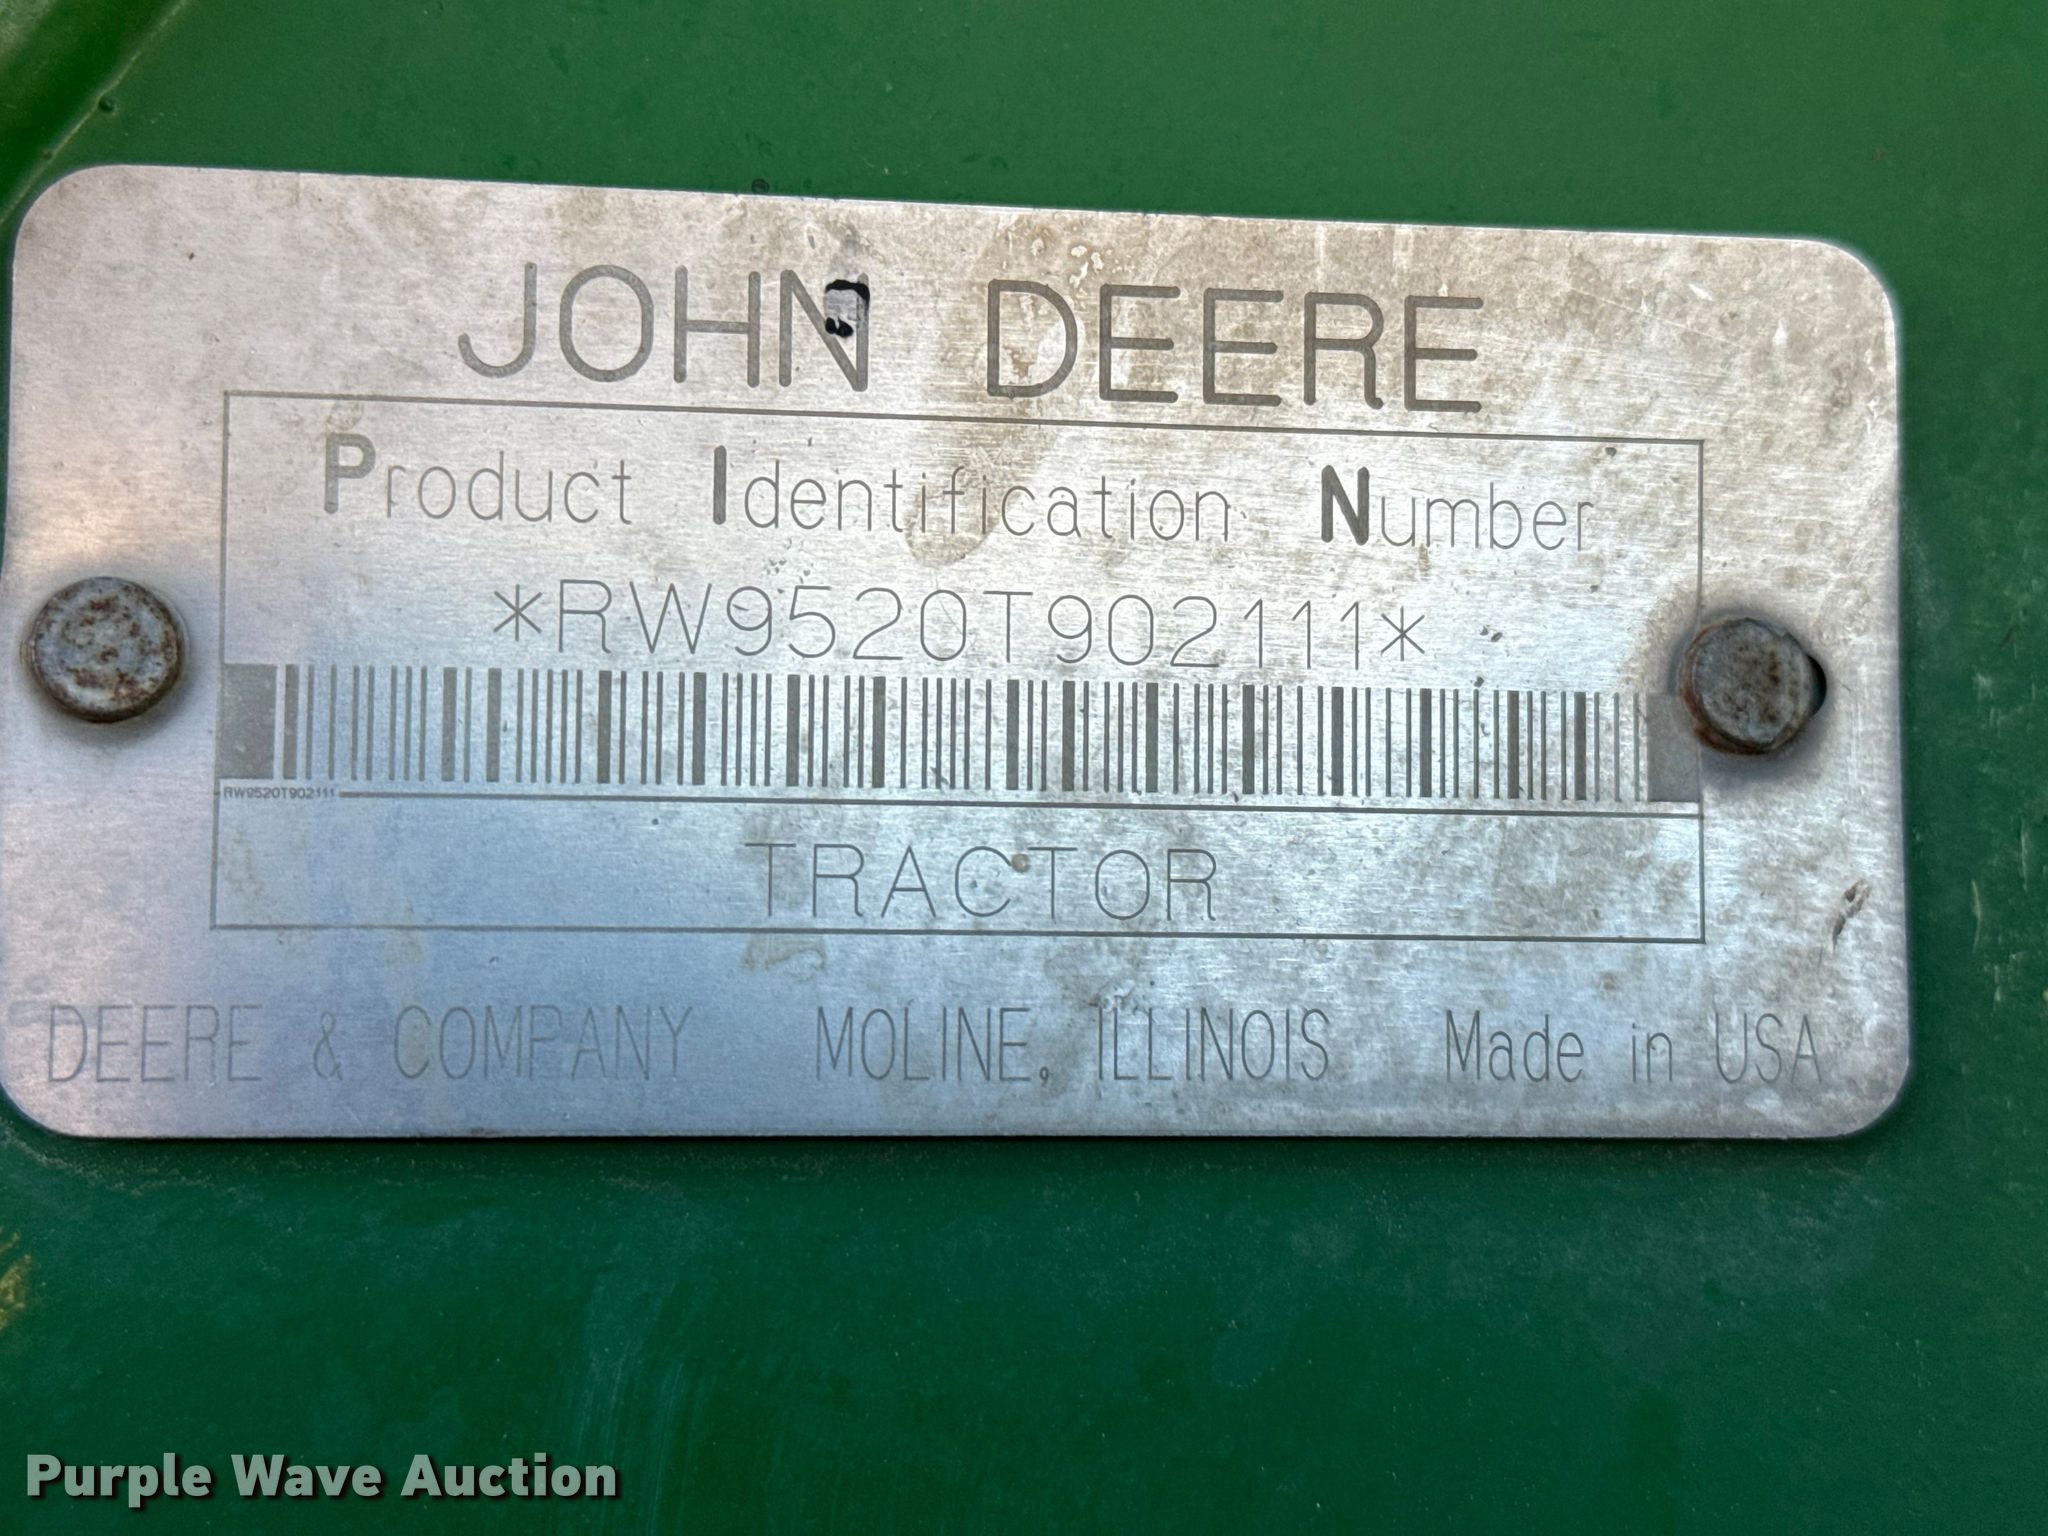 JOHN DEERE
Product Identification Number
*RW9520T902111*
RW9520T902111
TRACTOR
DEERE & COMPANY MOLINE, ILLINOIS Made in USA
Purple Wave Auction